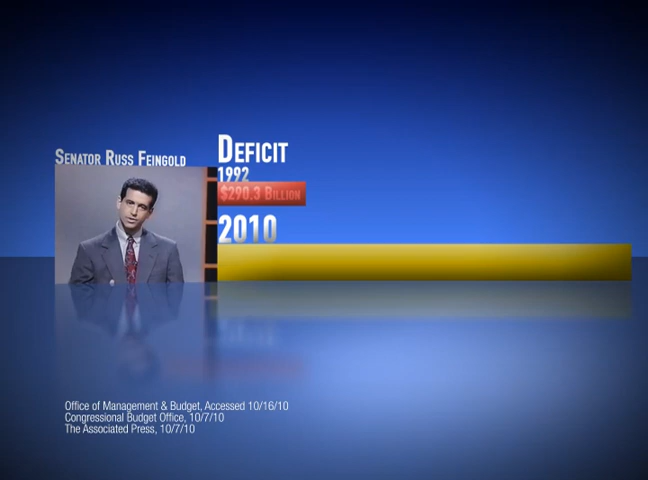 Senator Russ Feingold
Deficit
1992
$290.3 Billion
2010
Office of Management & Budget, Accessed 10/16/10
Congressional Budget Office, 10/7/10
The Associated Press, 10/7/10